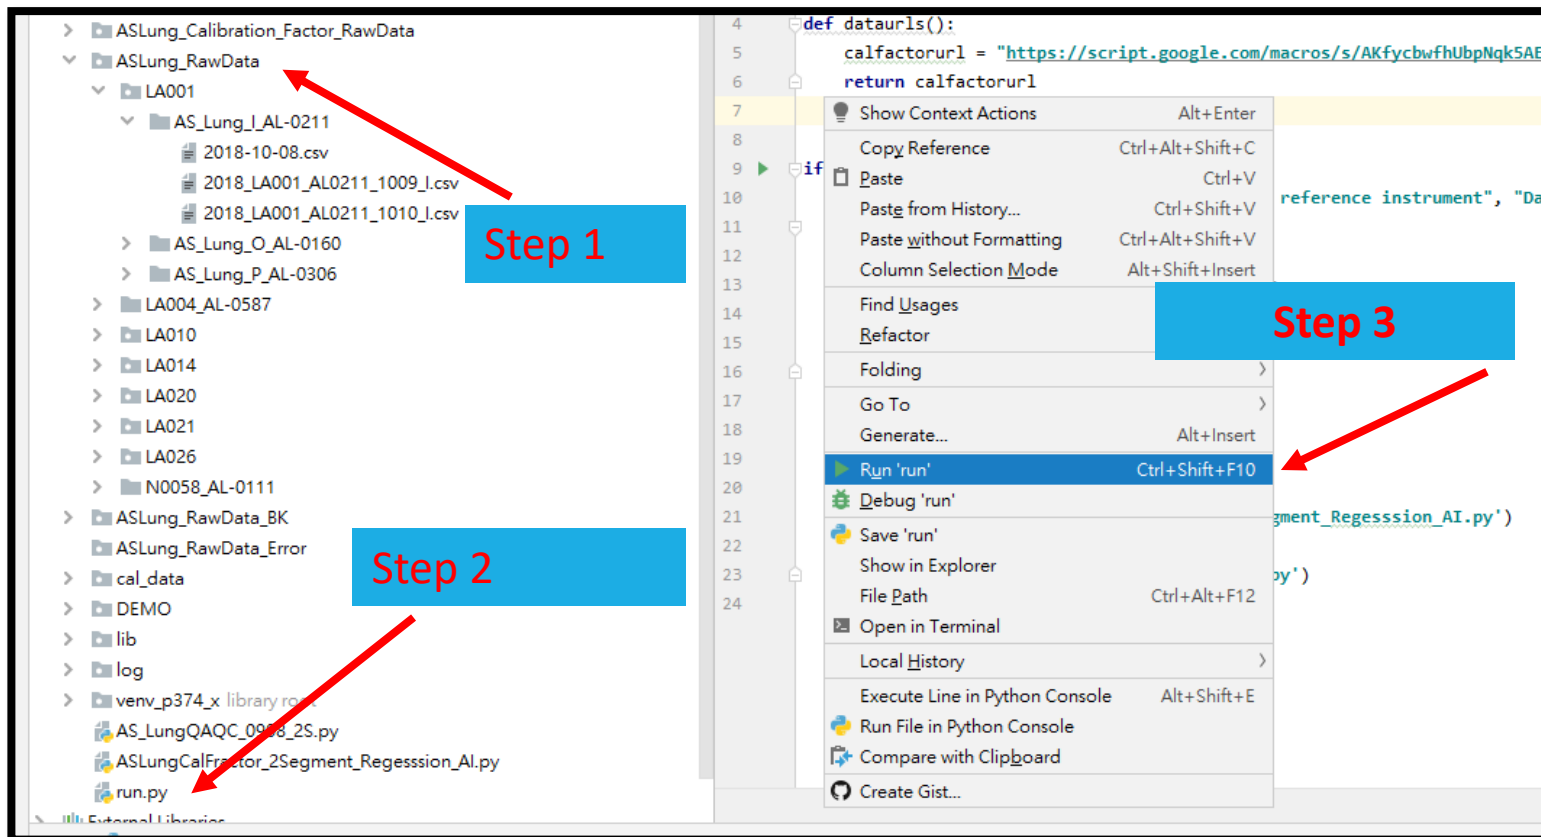 ASLung_Calibration_Factor_RawData
ASLung_RawData
LA001
AS_Lung_I_AL-0211
2018-10-08.csv
2018_LA001_AL0211_1009_I.csv
2018_LA001_AL0211_1010_I.csv
AS_Lung_O_AL-0160
AS_Lung_P_AL-0306
LA004_AL-0587
LA010
LA014
LA020
LA021
LA026
N0058_AL-0111
ASLung_RawData_BK
ASLung_RawData_Error
cal_data
DEMO
lib
log
venv_p374_x library root
AS_LungQAQC_0908_2S.py
ASLungCalFractor_2Segment_Regesssion_AI.py
run.py
External Libraries
Step 1
Step 2
4 def dataurls():
5 calfactorurl = "https://script.google.com/macros/s/AKfycbwfhUbpNqk5AE
6 return calfactorurl
7
8
9 if
10 reference instrument", "Da
11
12
13
14
15
16
17
18
19
20
21 gment_Regesssion_AI.py')
22
23 py')
24
Show Context Actions Alt+Enter
Copy Reference Ctrl+Alt+Shift+C
Paste Ctrl+V
Paste from History... Ctrl+Shift+V
Paste without Formatting Ctrl+Alt+Shift+V
Column Selection Mode Alt+Shift+Insert
Find Usages
Refactor
Folding
Go To
Generate... Alt+Insert
Run 'run' Ctrl+Shift+F10
Debug 'run'
Save 'run'
Show in Explorer
File Path Ctrl+Alt+F12
Open in Terminal
Local History
Execute Line in Python Console Alt+Shift+E
Run File in Python Console
Compare with Clipboard
Create Gist...
Step 3